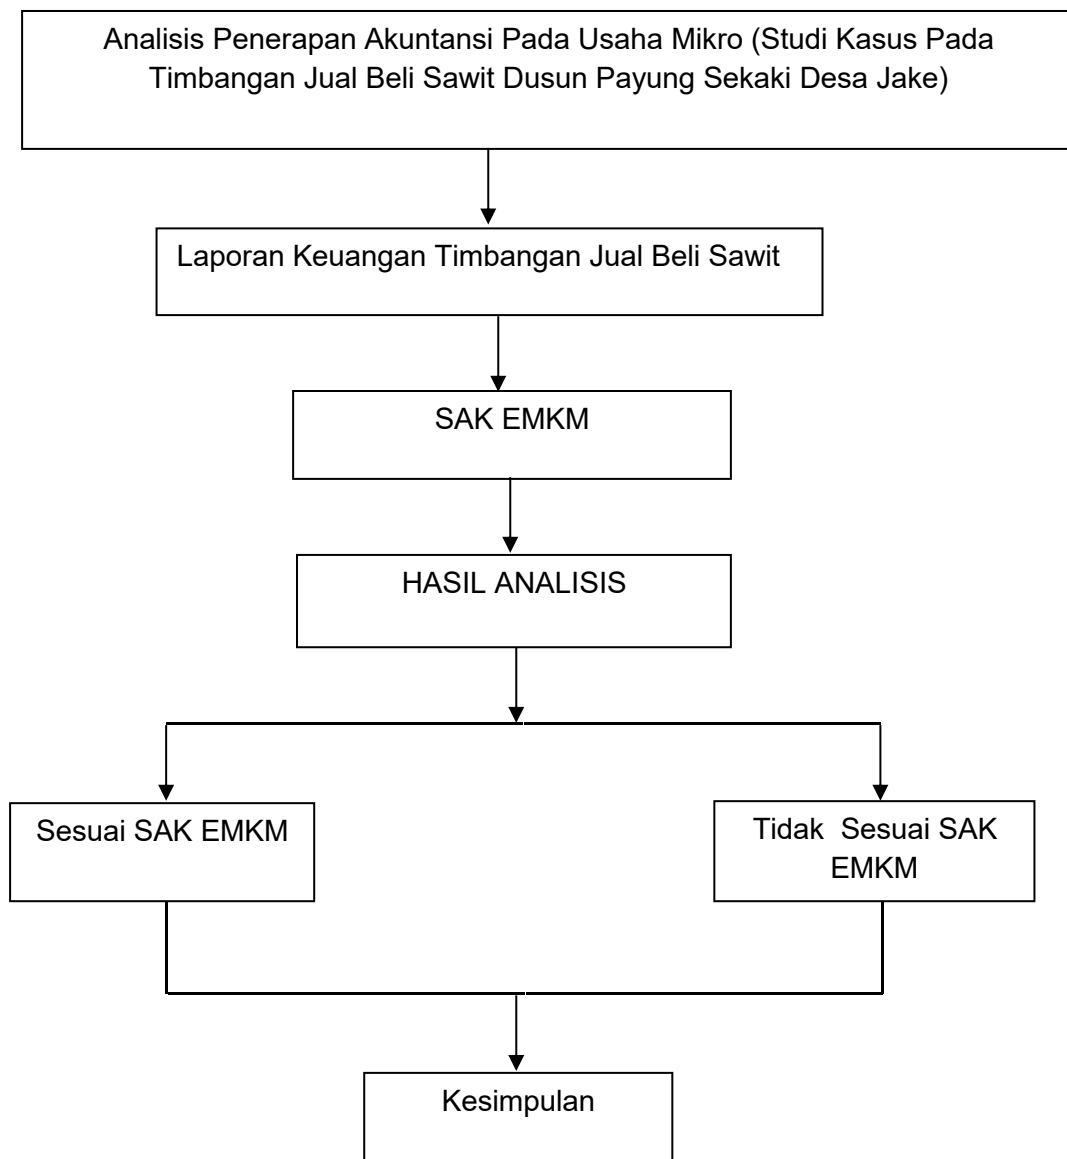 Analisis Penerapan Akuntansi Pada Usaha Mikro (Studi Kasus Pada
Timbangan Jual Beli Sawit Dusun Payung Sekaki Desa Jake)
Laporan Keuangan Timbangan Jual Beli Sawit
SAK EMKM
HASIL ANALISIS
Sesuai SAK EMKM
Tidak Sesuai SAK
EMKM
Kesimpulan